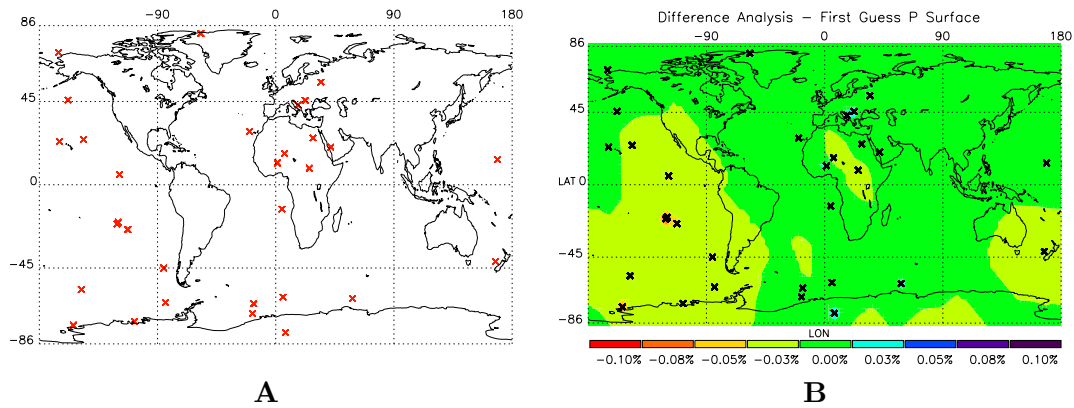 86 −90 0 90 180
45
0
−45
−86
A
Difference Analysis − First Guess P Surface
−90 0 90 180
86
45
LAT 0
−45
−86
LON
−0.10% −0.08% −0.05% −0.03% 0.00% 0.03% 0.05% 0.08% 0.10%
B